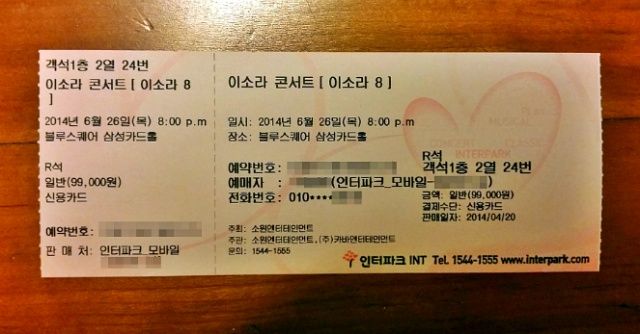 객석1층 2열 24번
이소라 콘서트[ 이소라 8
]
2014년 6월 26일(목) 8:00 p.m
블루스퀘어 삼성카드홀
R석
일반(99,000원)
신용카드
예약번호:
판 매 처: 인터파크 모바일
이소라 콘서트[ 이소라 8 ]
일시: 2014년 6월 26일(목) 8:00 p.m
장소: 블루스퀘어 삼성카드홀
예약번호:
예매자 : (인터파크_모바일- )
전화번호: 010****
R석
객석1층 2열 24번
금액: 일반(99,000원)
결제수단: 신용카드
판매일자: 2014/04/20
주최: 소원엔터테인먼트
주관: 소원엔터테인먼트,(주)카바엔터테인먼트
문의: 1544-1555
MUSICAL
CLASSIC
INTERPARK
인터파크 INT Tel. 1544-1555 www.interpark.com